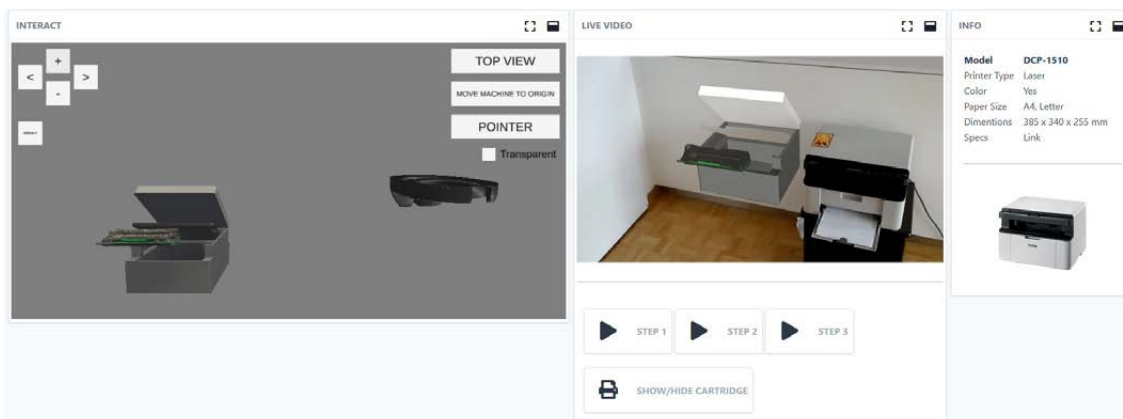 INTERACT
+
< >
-
TOP VIEW
MOVE MACHINE TO ORIGIN
POINTER
Transparent
LIVE VIDEO
STEP 1
STEP 2
STEP 3
SHOW/HIDE CARTRIDGE
INFO
Model DCP-1510
Printer Type Laser
Color Yes
Paper Size A4, Letter
Dimentions 385 x 340 x 255 mm
Specs Link